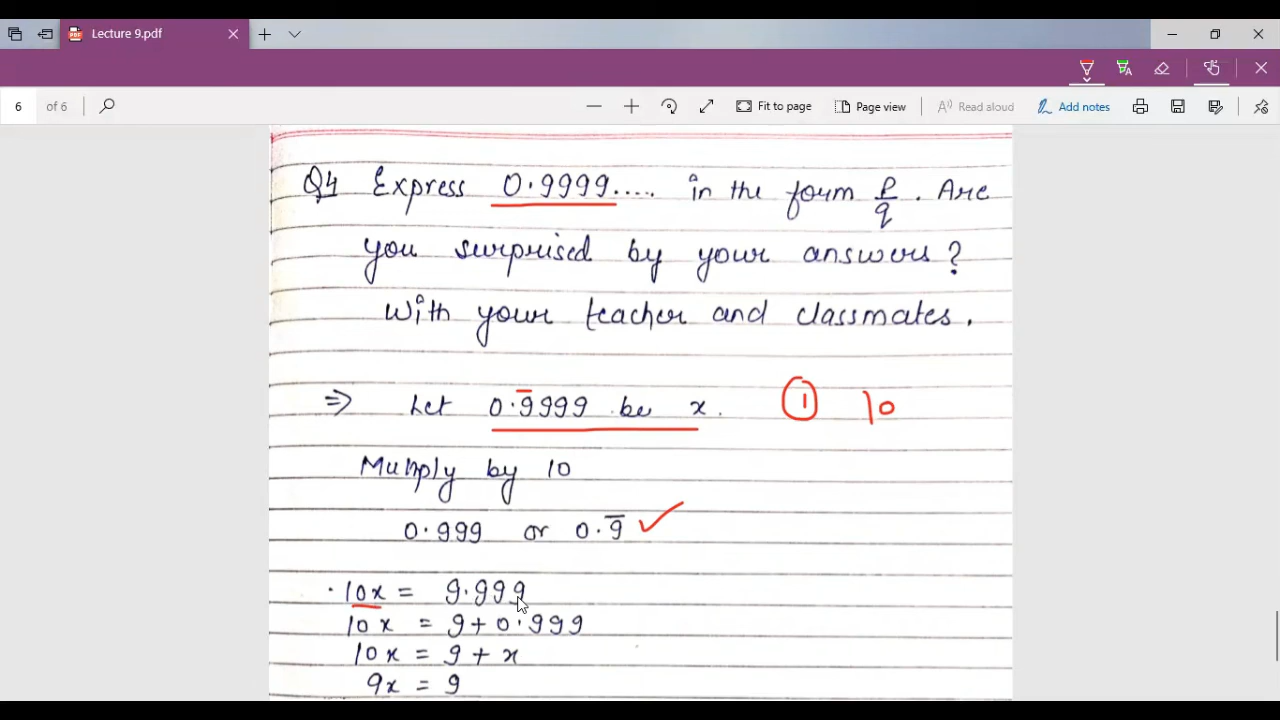 Lecture 9.pdf
6 of 6
Fit to page
Page view
Read aloud
Add notes
Q4 Express 0.9999.... in the form p/q. Are
you surprised by your answers?
With your teacher and classmates.
⇒ Let 0.9̅999 be x. ① 10
Multiply by 10
0.999 or 0.9̅ ✓
10x = 9.999
10x = 9+0.999
10x = 9 + x
9x = 9